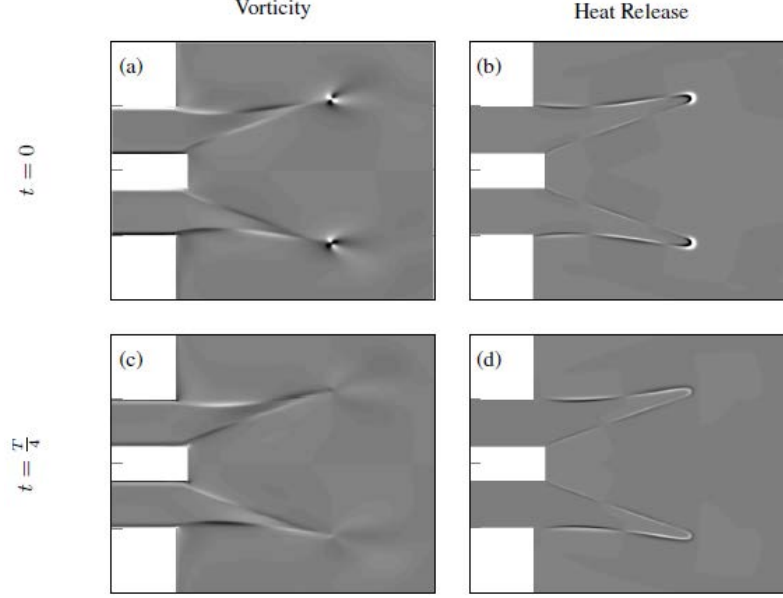 Vorticity
Heat Release
(a)
(b)
t = 0
(c)
(d)
t = T/4